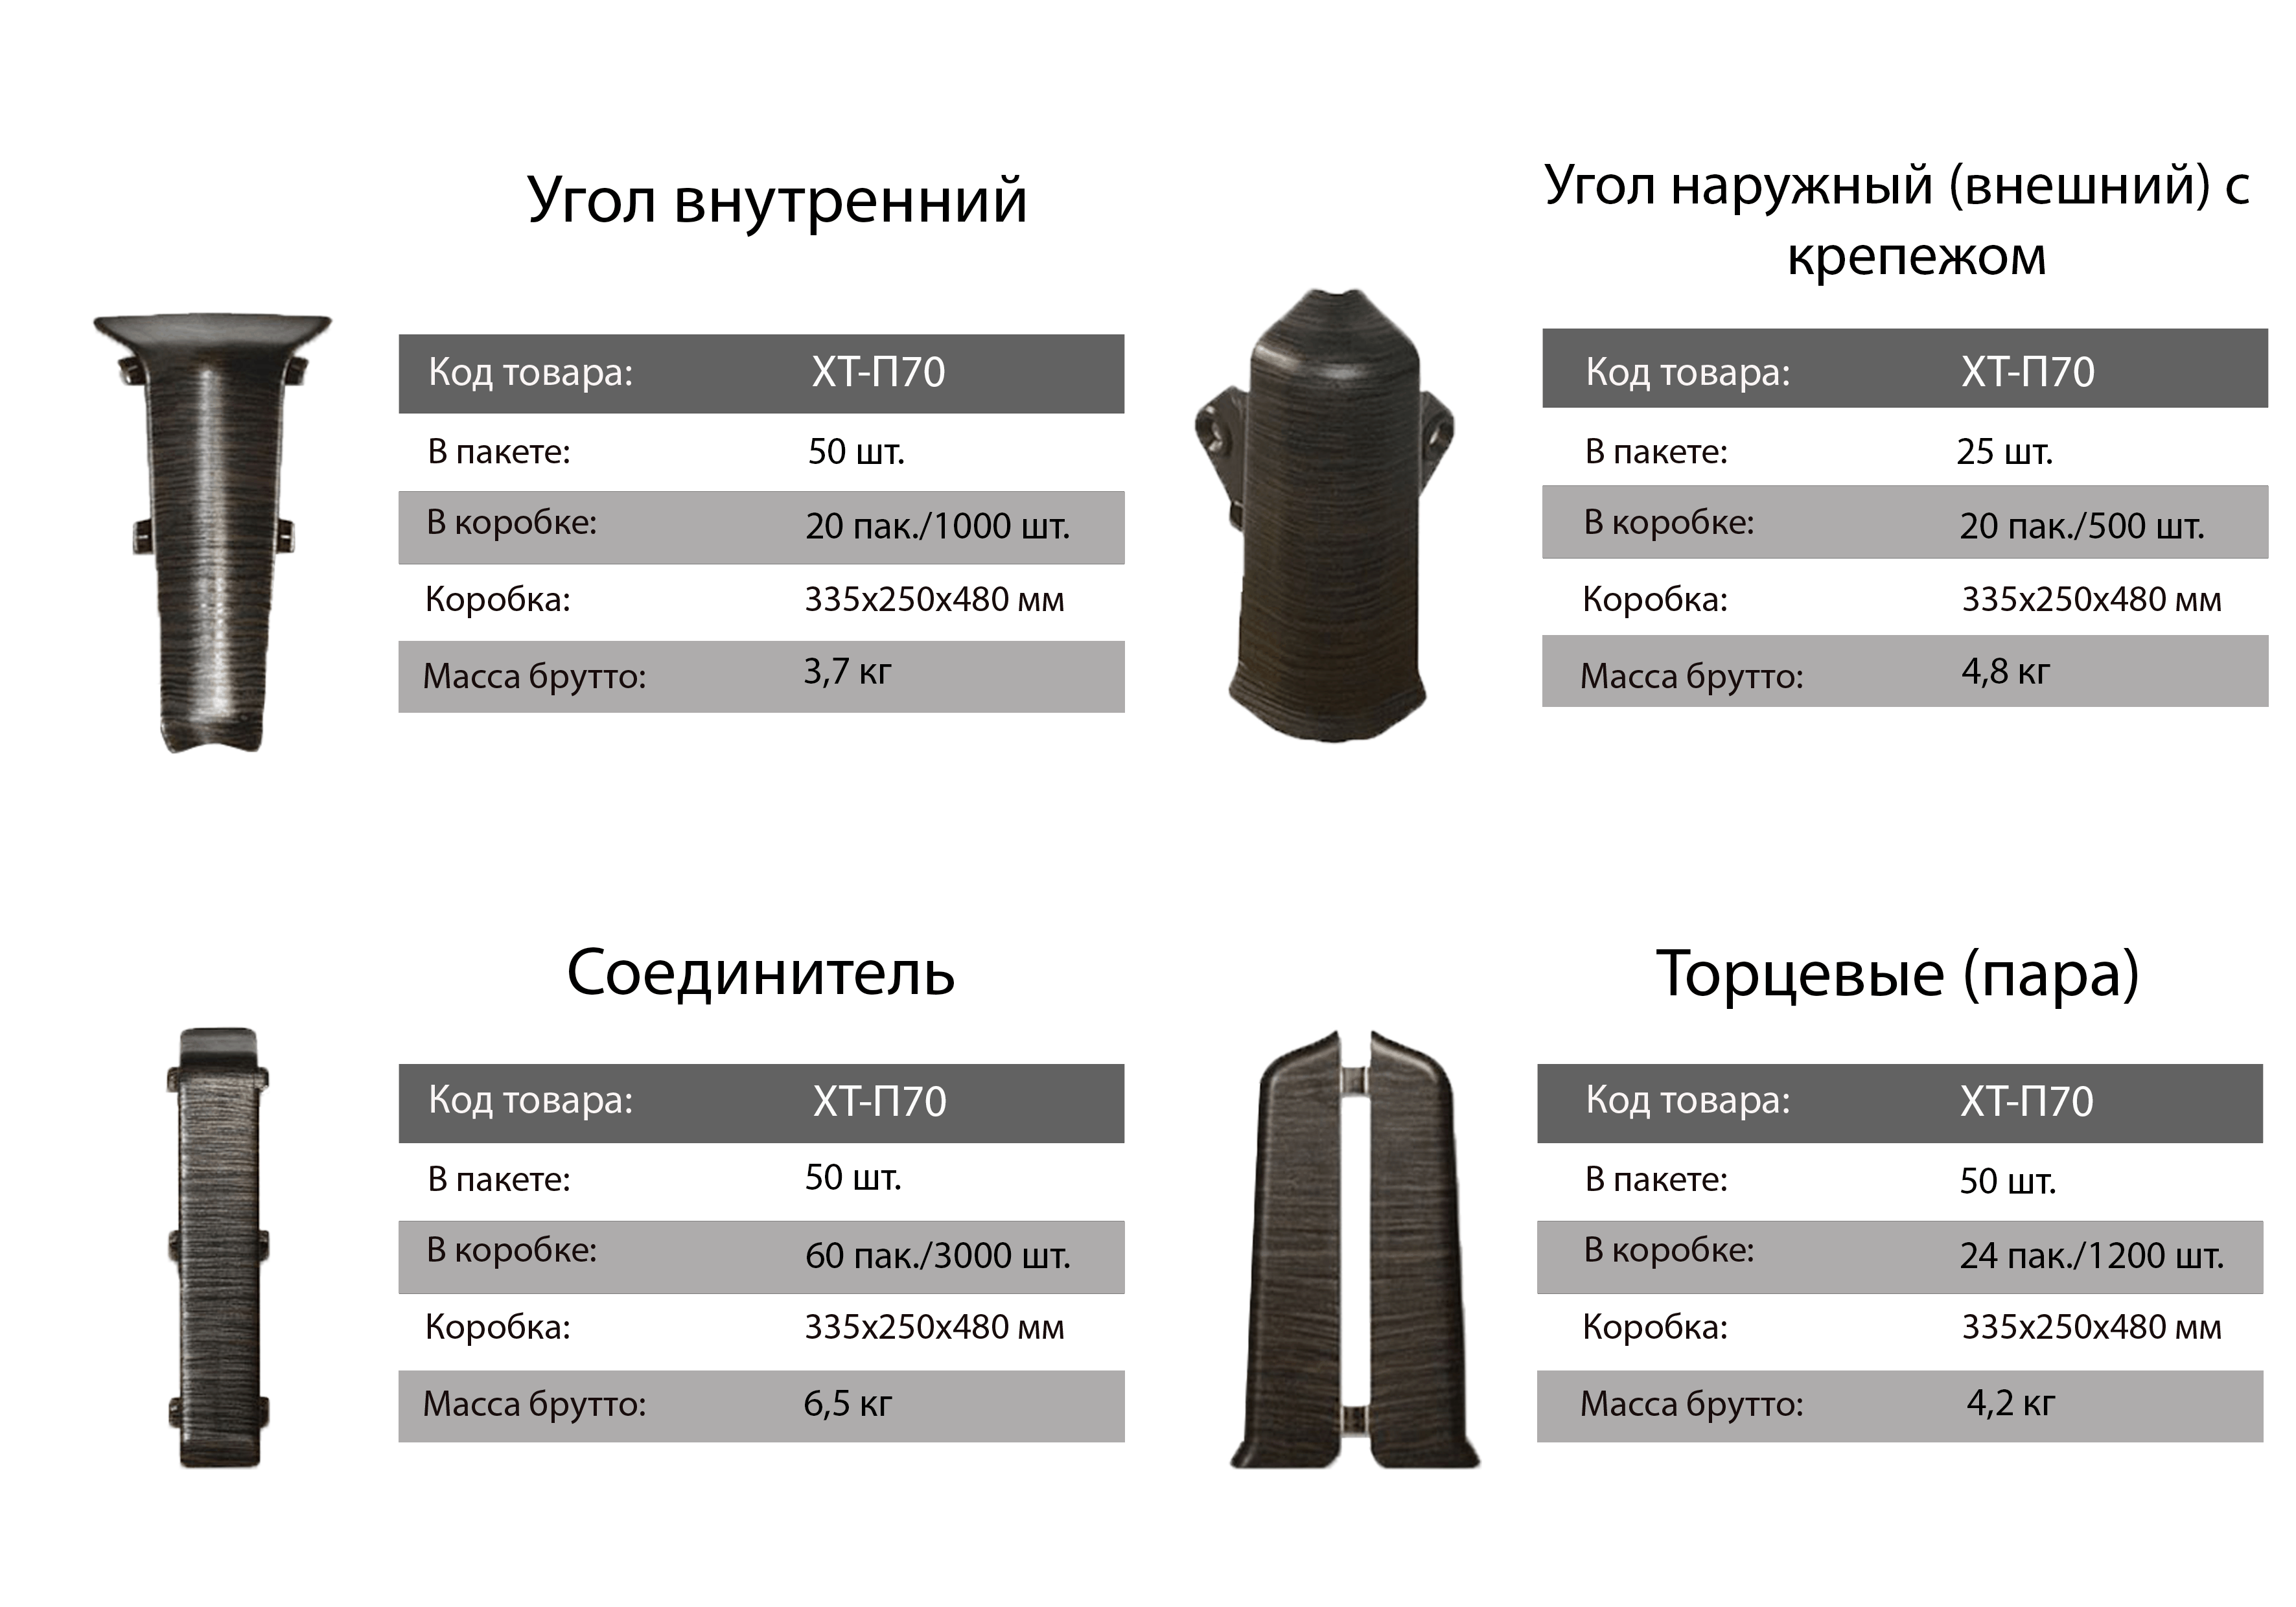 Угол внутренний
Код товара: ХТ-П70
В пакете: 50 шт.
В коробке: 20 пак./1000 шт.
Коробка: 335х250х480 мм
Масса брутто: 3,7 кг
Угол наружный (внешний) с
крепежом
Код товара: ХТ-П70
В пакете: 25 шт.
В коробке: 20 пак./500 шт.
Коробка: 335х250х480 мм
Масса брутто: 4,8 кг
Соединитель
Код товара: ХТ-П70
В пакете: 50 шт.
В коробке: 60 пак./3000 шт.
Коробка: 335х250х480 мм
Масса брутто: 6,5 кг
Торцевые (пара)
Код товара: ХТ-П70
В пакете: 50 шт.
В коробке: 24 пак./1200 шт.
Коробка: 335х250х480 мм
Масса брутто: 4,2 кг